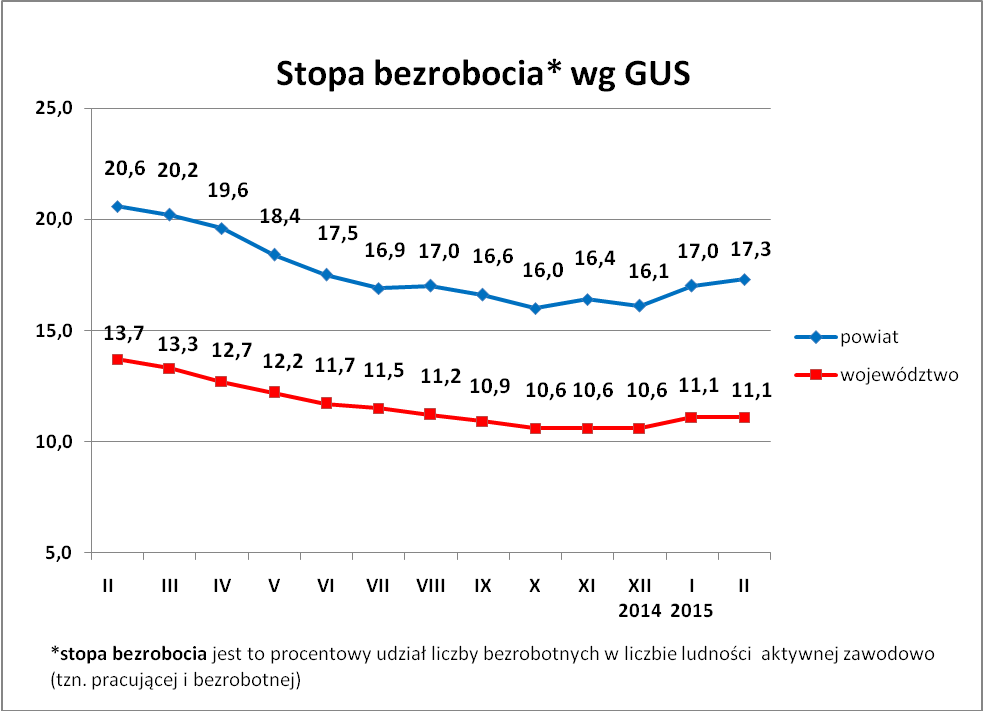 Stopa bezrobocia* wg GUS
25,0
20,0
15,0
10,0
5,0
20,6 20,2 19,6 18,4 17,5 16,9 17,0 16,6 16,0 16,4 16,1 17,0 17,3
13,7 13,3 12,7 12,2 11,7 11,5 11,2 10,9 10,6 10,6 10,6 11,1 11,1
powiat
województwo
II III IV V VI VII VIII IX X XI XII I II
2014 2015
*stopa bezrobocia jest to procentowy udział liczby bezrobotnych w liczbie ludności aktywnej zawodowo
(tzn. pracującej i bezrobotnej)